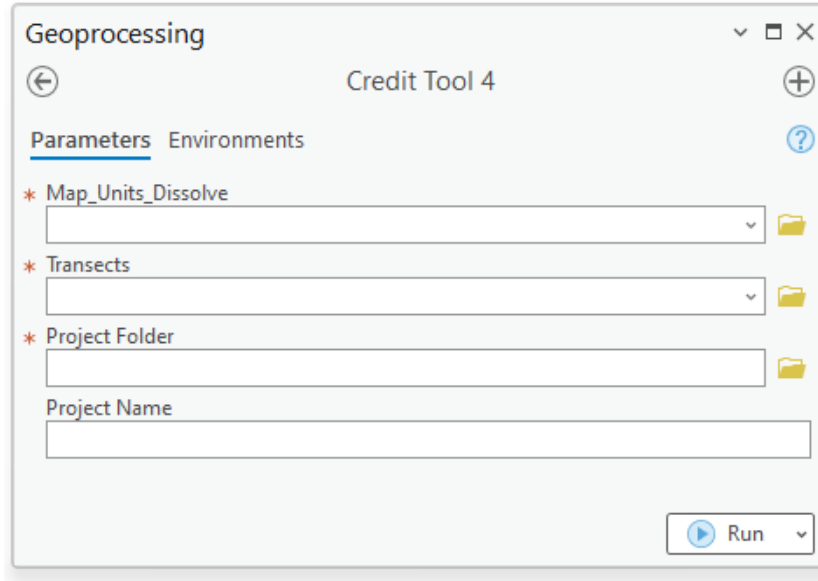 Geoprocessing
Credit Tool 4
Parameters Environments
* Map_Units_Dissolve
* Transects
* Project Folder
Project Name
Run